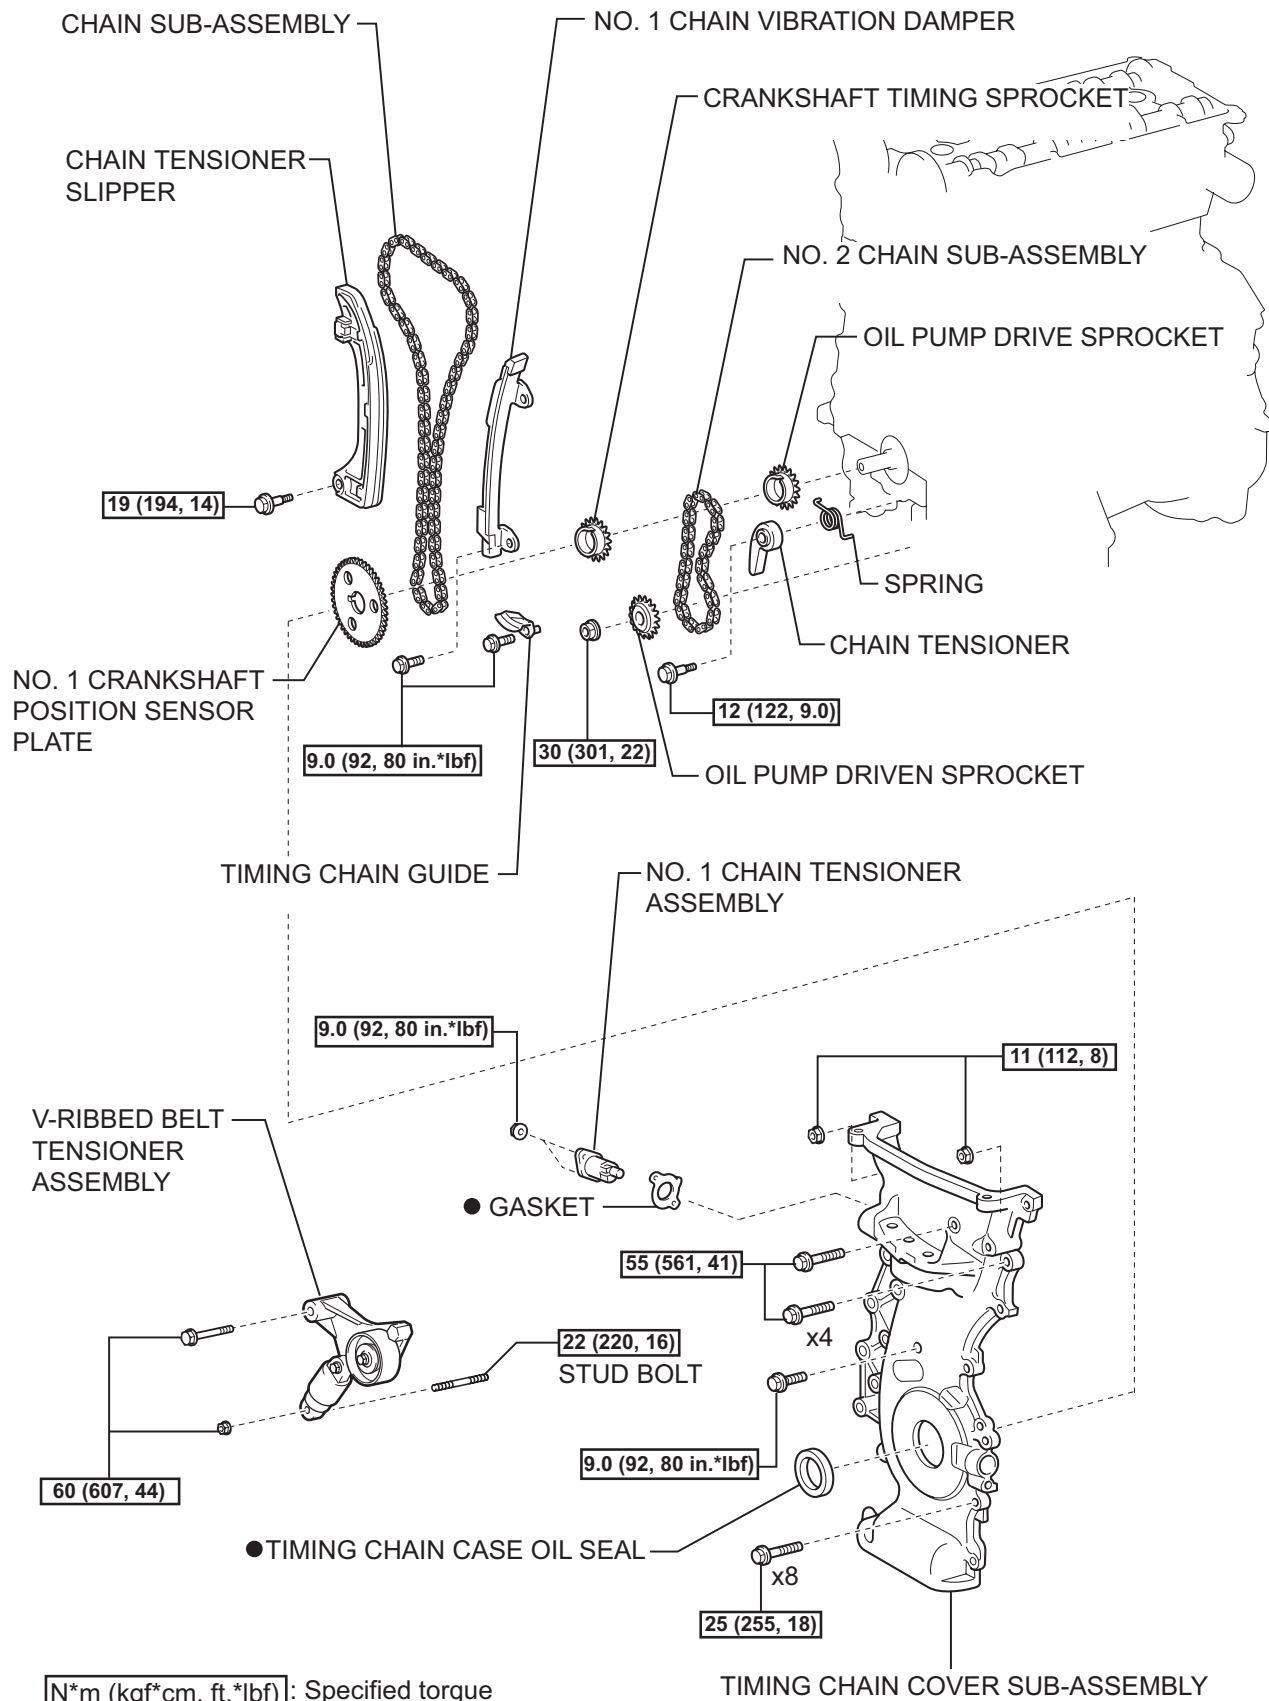 CHAIN SUB-ASSEMBLY
NO. 1 CHAIN VIBRATION DAMPER
CRANKSHAFT TIMING SPROCKET
CHAIN TENSIONER
SLIPPER
NO. 2 CHAIN SUB-ASSEMBLY
OIL PUMP DRIVE SPROCKET
19 (194, 14)
SPRING
CHAIN TENSIONER
NO. 1 CRANKSHAFT
POSITION SENSOR
PLATE
12 (122, 9.0)
9.0 (92, 80 in.*lbf)
30 (301, 22)
OIL PUMP DRIVEN SPROCKET
TIMING CHAIN GUIDE
NO. 1 CHAIN TENSIONER
ASSEMBLY
9.0 (92, 80 in.*lbf)
11 (112, 8)
V-RIBBED BELT
TENSIONER
ASSEMBLY
● GASKET
55 (561, 41)
x4
22 (220, 16)
STUD BOLT
9.0 (92, 80 in.*lbf)
60 (607, 44)
●TIMING CHAIN CASE OIL SEAL
x8
25 (255, 18)
TIMING CHAIN COVER SUB-ASSEMBLY
N*m (kgf*cm, ft.*lbf) : Specified torque